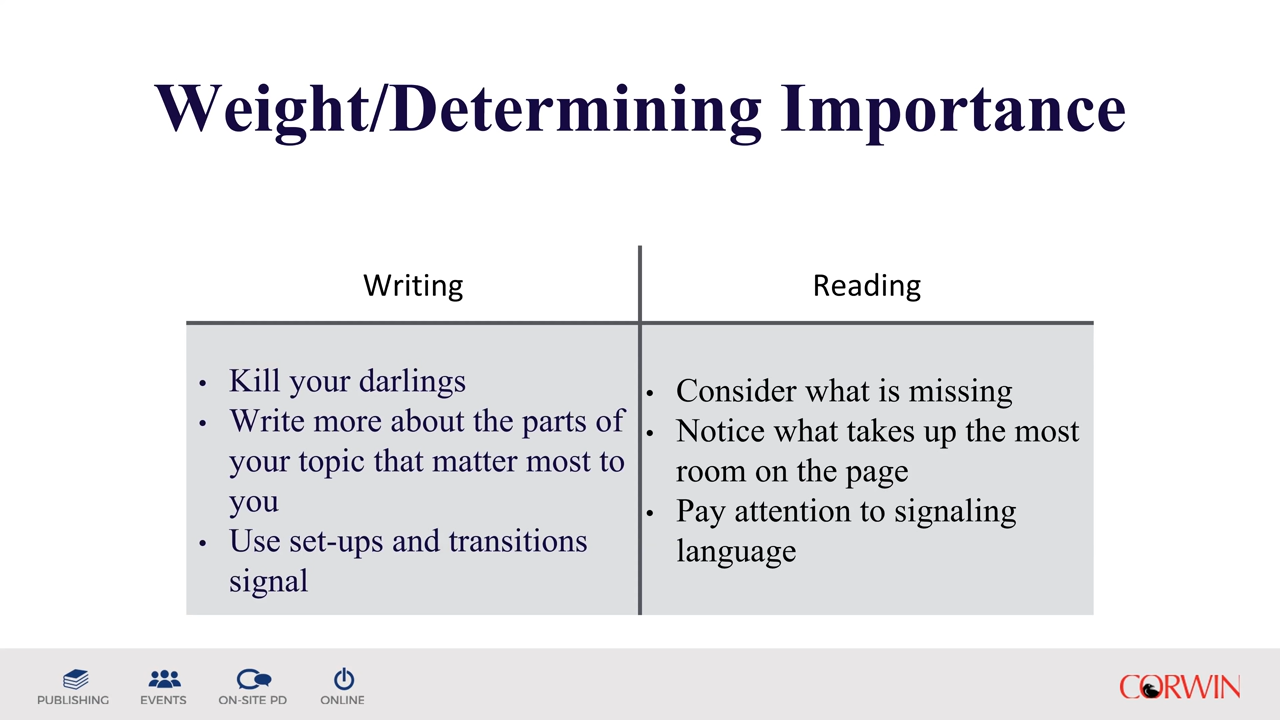 Weight/Determining Importance
Writing
Reading
• Kill your darlings
• Write more about the parts of
your topic that matter most to
you
• Use set-ups and transitions
signal
• Consider what is missing
• Notice what takes up the most
room on the page
• Pay attention to signaling
language
PUBLISHING
EVENTS
ON-SITE PD
ONLINE
CORWIN